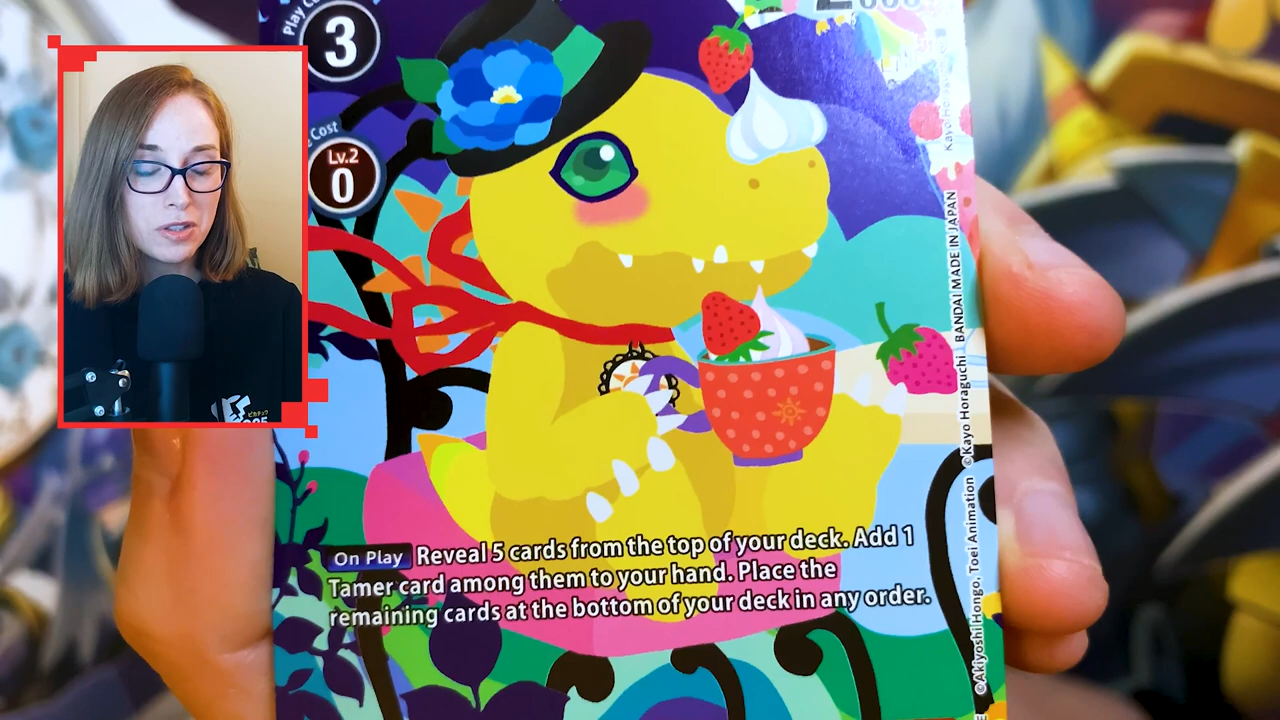 Play
3
Cost
Lv.2
0
On Play Reveal 5 cards from the top of your deck. Add 1
Tamer card among them to your hand. Place the
remaining cards at the bottom of your deck in any order.
©Akiyoshi Hongo, Toei Animation ©Kayo Horaguchi BANDAI MADE IN JAPAN